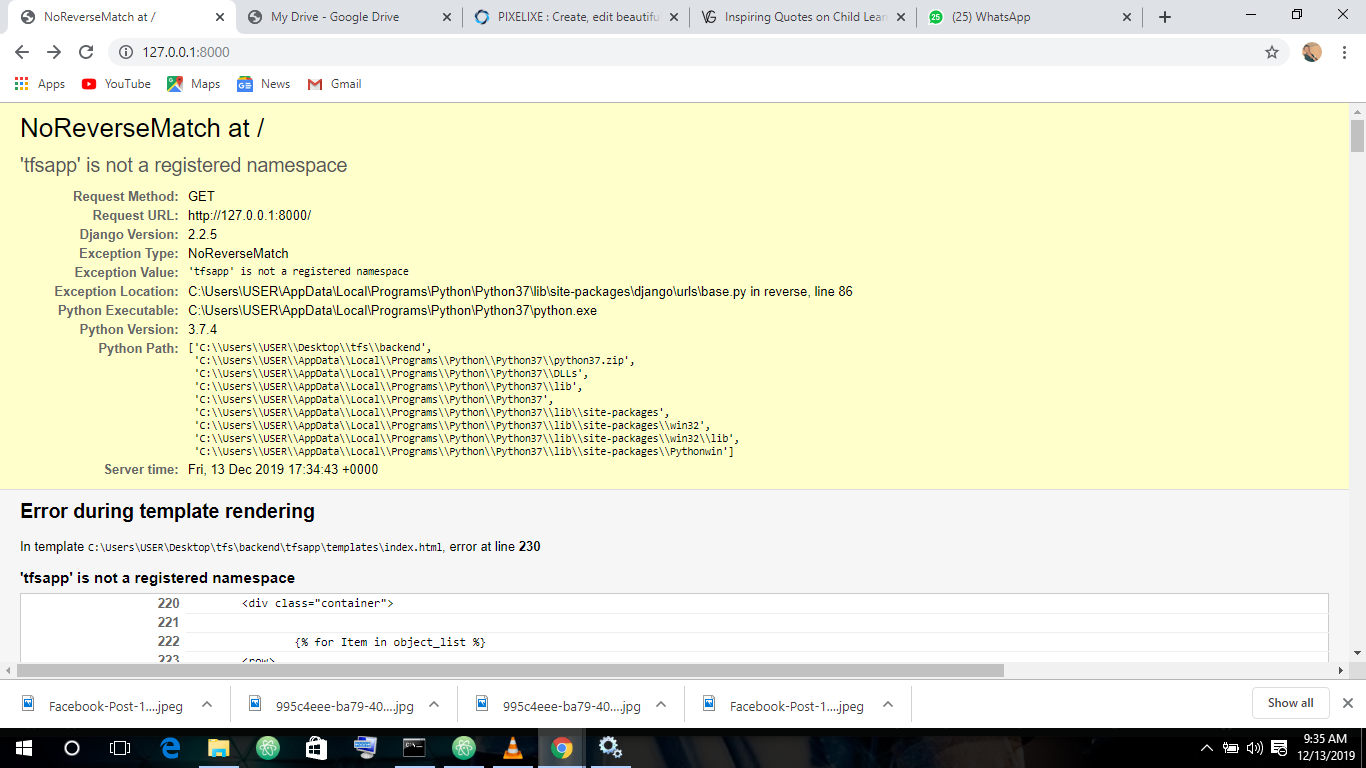 NoReverseMatch at /
My Drive - Google Drive
PIXELIXE : Create, edit beautifu
Inspiring Quotes on Child Lear
(25) WhatsApp
127.0.0.1:8000
Apps
YouTube
Maps
News
Gmail
NoReverseMatch at /
'tfsapp' is not a registered namespace
Request Method: GET
Request URL: http://127.0.0.1:8000/
Django Version: 2.2.5
Exception Type: NoReverseMatch
Exception Value: 'tfsapp' is not a registered namespace
Exception Location: C:\Users\USER\AppData\Local\Programs\Python\Python37\lib\site-packages\django\urls\base.py in reverse, line 86
Python Executable: C:\Users\USER\AppData\Local\Programs\Python\Python37\python.exe
Python Version: 3.7.4
Python Path: ['C:\\Users\\USER\\Desktop\\tfs\\backend',
'C:\\Users\\USER\\AppData\\Local\\Programs\\Python\\Python37\\python37.zip',
'C:\\Users\\USER\\AppData\\Local\\Programs\\Python\\Python37\\DLLs',
'C:\\Users\\USER\\AppData\\Local\\Programs\\Python\\Python37\\lib',
'C:\\Users\\USER\\AppData\\Local\\Programs\\Python\\Python37',
'C:\\Users\\USER\\AppData\\Local\\Programs\\Python\\Python37\\lib\\site-packages',
'C:\\Users\\USER\\AppData\\Local\\Programs\\Python\\Python37\\lib\\site-packages\\win32',
'C:\\Users\\USER\\AppData\\Local\\Programs\\Python\\Python37\\lib\\site-packages\\win32\\lib',
'C:\\Users\\USER\\AppData\\Local\\Programs\\Python\\Python37\\lib\\site-packages\\Pythonwin']
Server time: Fri, 13 Dec 2019 17:34:43 +0000
Error during template rendering
In template C:\Users\USER\Desktop\tfs\backend\tfsapp\templates\index.html, error at line 230
'tfsapp' is not a registered namespace
220 <div class="container">
221
222 {% for Item in object_list %}
223 <row>
Facebook-Post-1....jpeg
995c4eee-ba79-40....jpg
995c4eee-ba79-40....jpg
Facebook-Post-1....jpeg
Show all
9:35 AM
12/13/2019